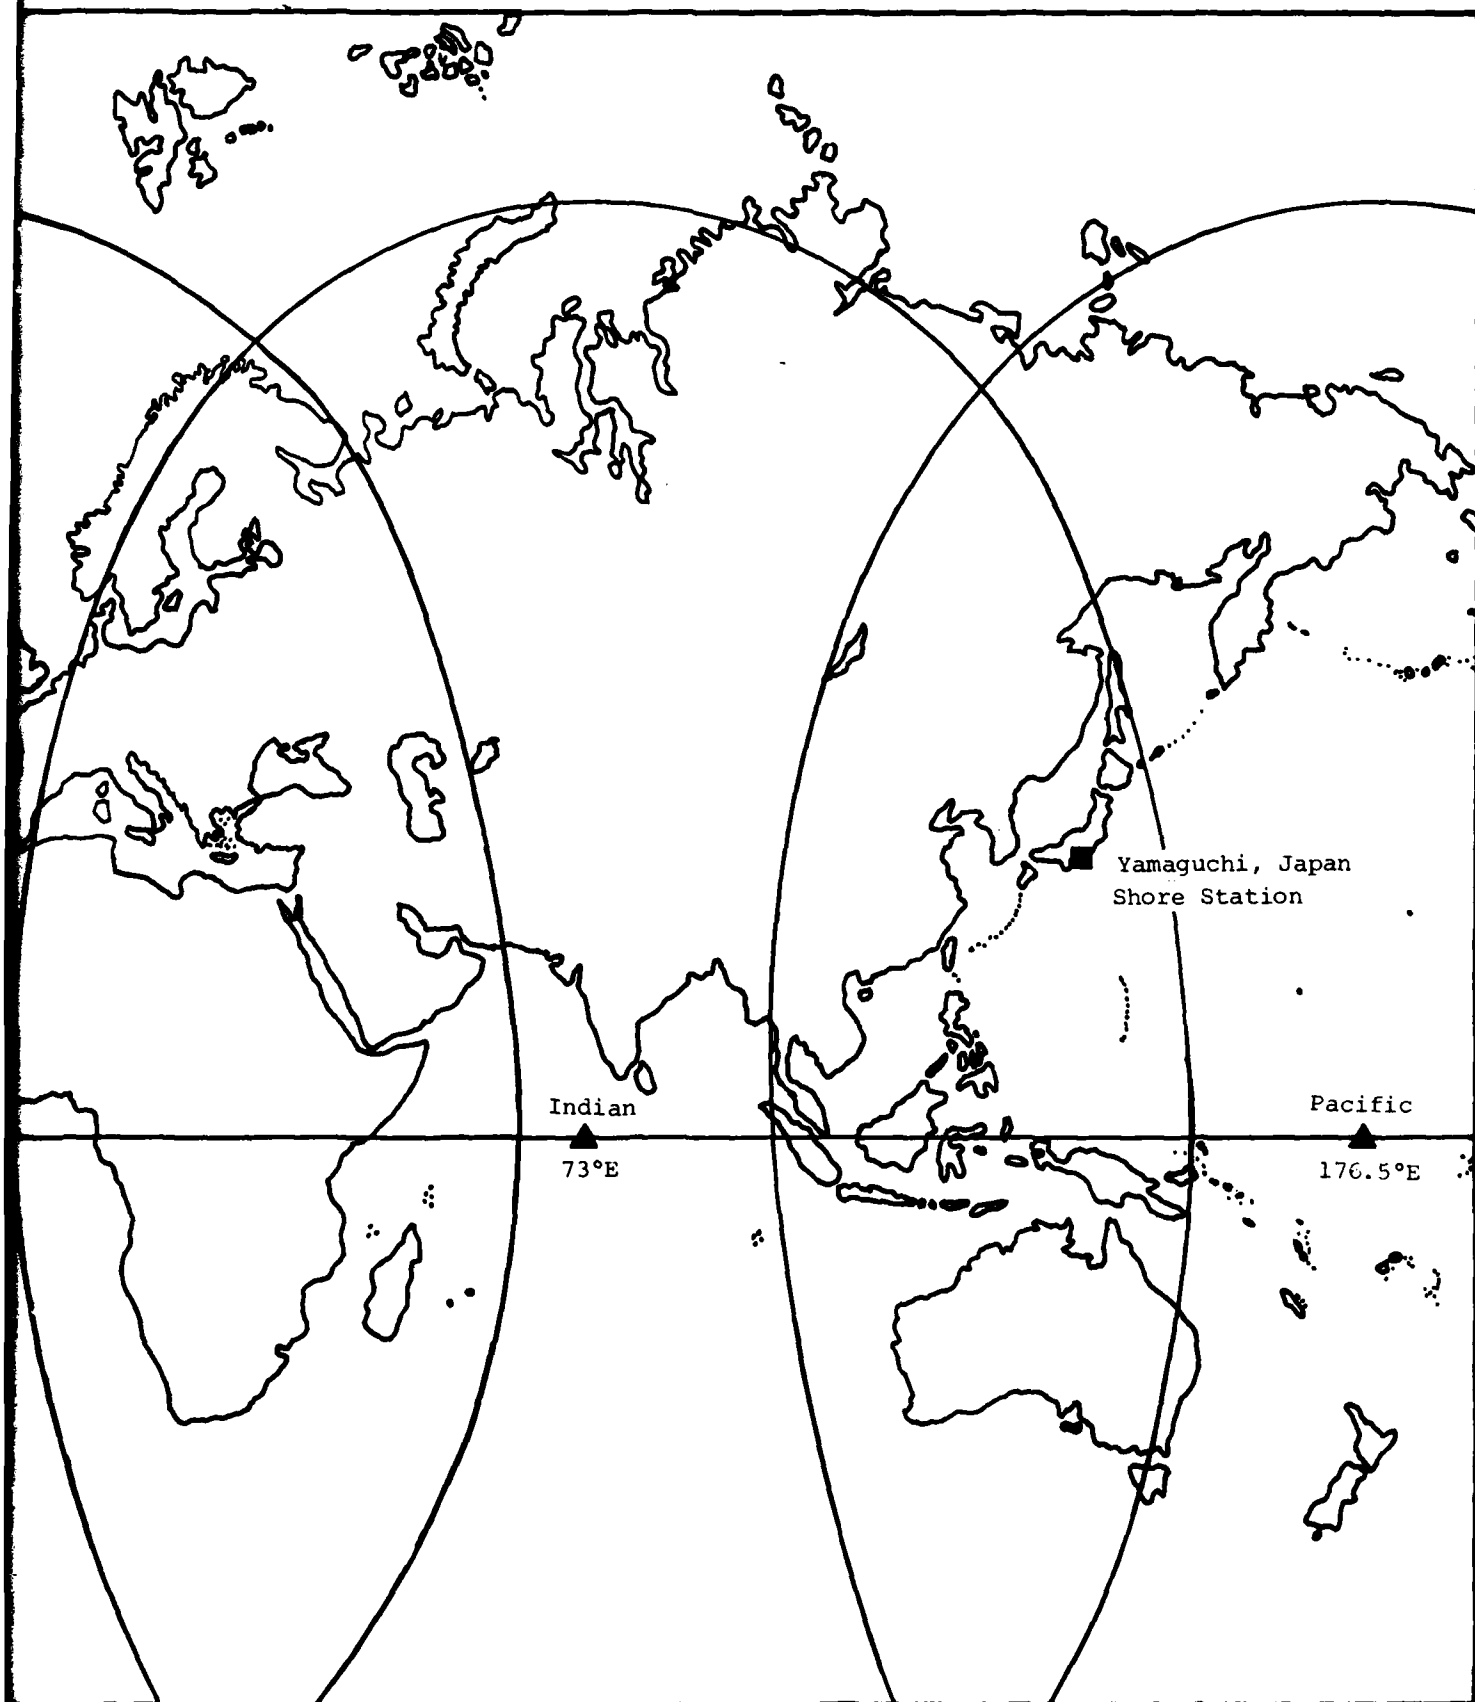 Yamaguchi, Japan
Shore Station
Indian
Pacific
73°E
176.5°E